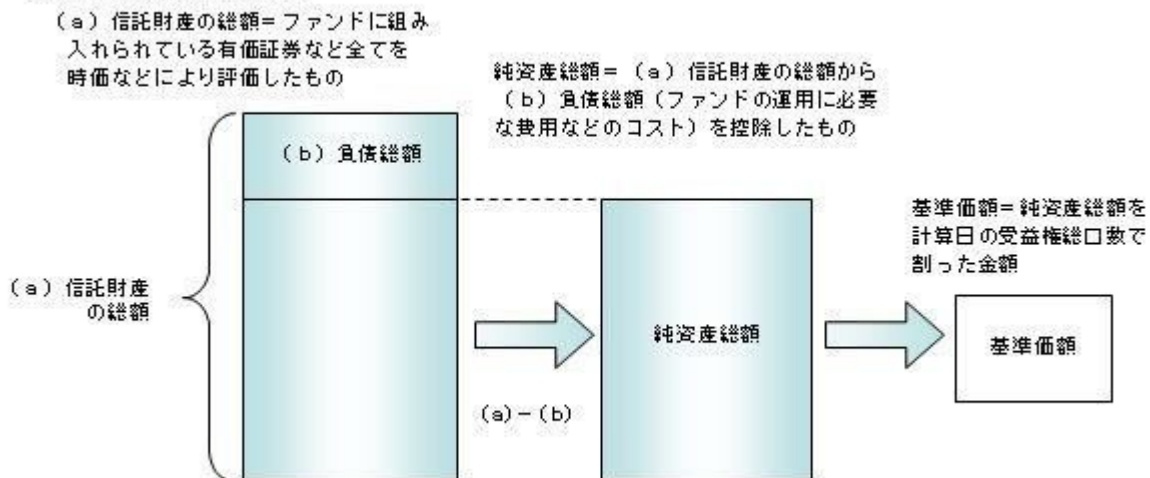 (a)信託財産の総額=ファンドに組み
入れられている有価証券など全てを
時価などにより評価したもの
純資産総額=(a)信託財産の総額から
(b)負債総額(ファンドの運用に必要
な費用などのコスト)を控除したもの
(b)負債総額
基準価額=純資産総額を
計算日の受益権総口数で
割った金額
(a)信託財産
の総額
純資産総額
基準価額
(a)-(b)